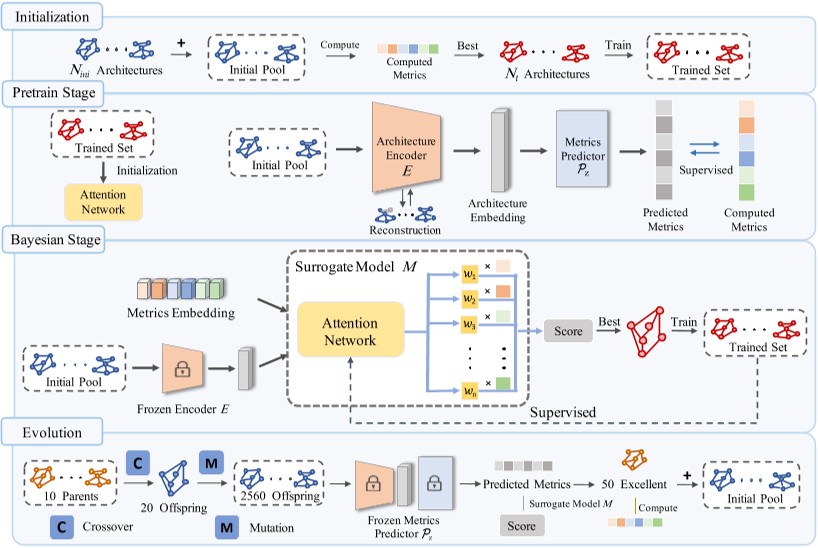 Initialization
N_ini Architectures
+
Initial Pool
Compute
Computed
Metrics
Best
N_t Architectures
Train
Trained Set
Pretrain Stage
Trained Set
Initialization
Attention
Network
Initial Pool
Architecture
Encoder
E
Reconstruction
Architecture
Embedding
Metrics
Predictor
P_z
Predicted
Metrics
Supervised
Computed
Metrics
Bayesian Stage
Metrics Embedding
Initial Pool
Frozen Encoder E
Surrogate Model M
Attention
Network
w_1 ×
w_2 ×
w_3 ×
w_n ×
Score
Best
Train
Trained Set
Supervised
Evolution
10 Parents
C
20 Offspring
M
2560 Offspring
C Crossover
M Mutation
Frozen Metrics
Predictor P_z
Predicted Metrics
Surrogate Model M
Score
50 Excellent
Compute
+
Initial Pool